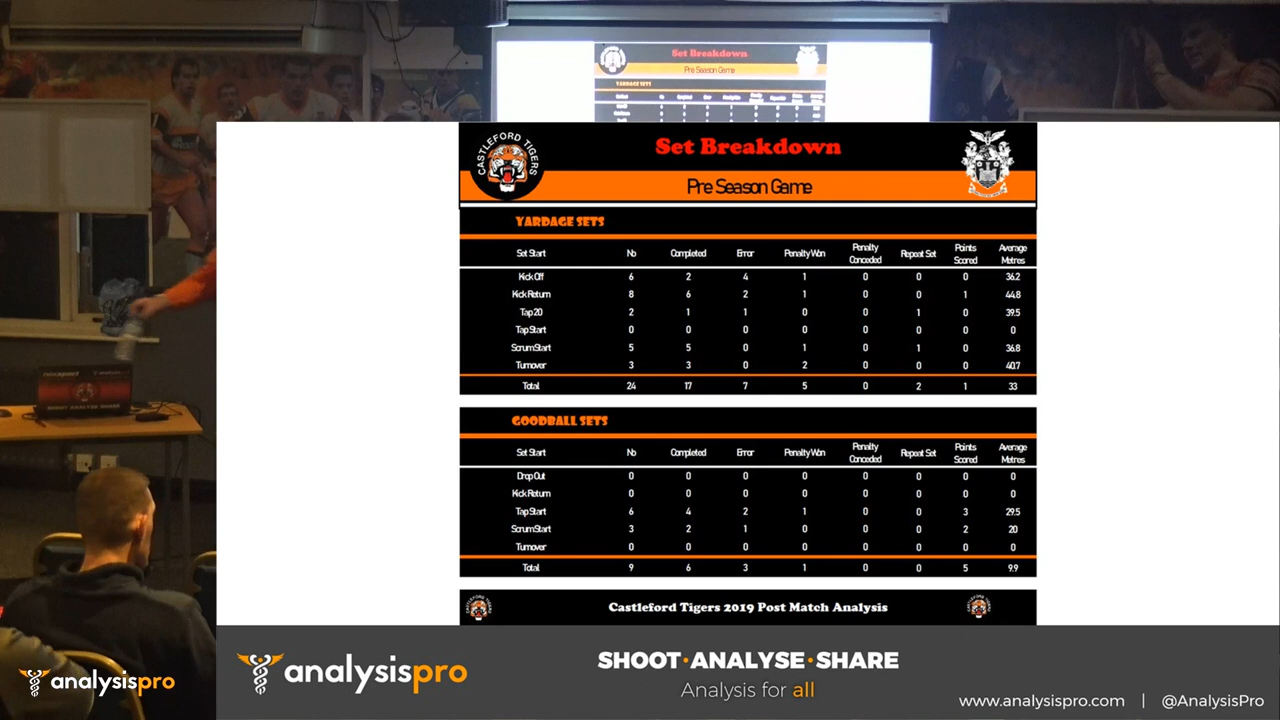 Set Breakdown
Pre Season Game
YARDAGE SETS
CASTLEFORD TIGERS
Set Breakdown
Pre Season Game
YARDAGE SETS
Set Start No Completed Error Penalty Won Penalty Conceded Repeat Set Points Scored Average Metres
Kick Off 6 2 4 1 0 0 0 36.2
Kick Return 8 6 2 1 0 0 1 44.8
Tap 20 2 1 1 0 0 1 0 39.5
Tap Start 0 0 0 0 0 0 0 0
Scrum Start 5 5 0 1 0 1 0 36.8
Turnover 3 3 0 2 0 0 0 40.7
Total 24 17 7 5 0 2 1 33
GOODBALL SETS
Set Start No Completed Error Penalty Won Penalty Conceded Repeat Set Points Scored Average Metres
Drop Out 0 0 0 0 0 0 0 0
Kick Return 0 0 0 0 0 0 0 0
Tap Start 6 4 2 1 0 0 3 29.5
Scrum Start 3 2 1 0 0 0 2 20
Turnover 0 0 0 0 0 0 0 0
Total 9 6 3 1 0 0 5 9.9
Castleford Tigers 2019 Post Match Analysis
SHOOT ANALYSE SHARE
analysispro
analysispro
SHOOT·ANALYSE·SHARE
Analysis for all
www.analysispro.com | @AnalysisPro